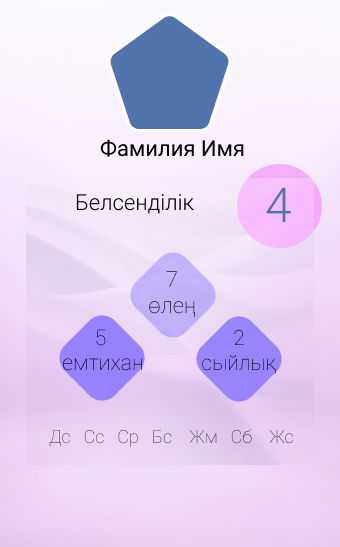 Фамилия Имя
Белсенділік 4
7
өлең
5
емтихан
2
сыйлық
Дс Сс Ср Бс Жм Сб Жс